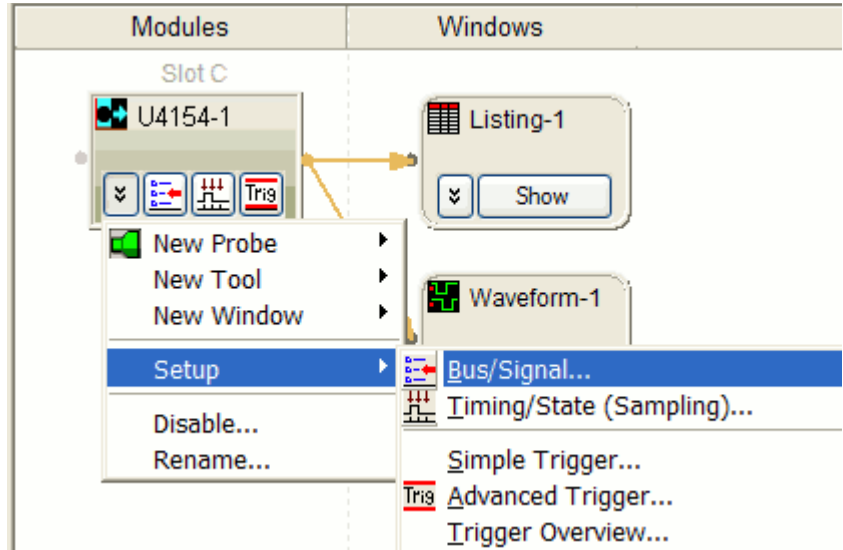 Modules
Windows
Slot C
U4154-1
Listing-1
Trig
Show
New Probe
New Tool
New Window
Waveform-1
Setup
Bus/Signal...
Timing/State (Sampling)...
Disable...
Rename...
Simple Trigger...
Trig Advanced Trigger...
Trigger Overview...